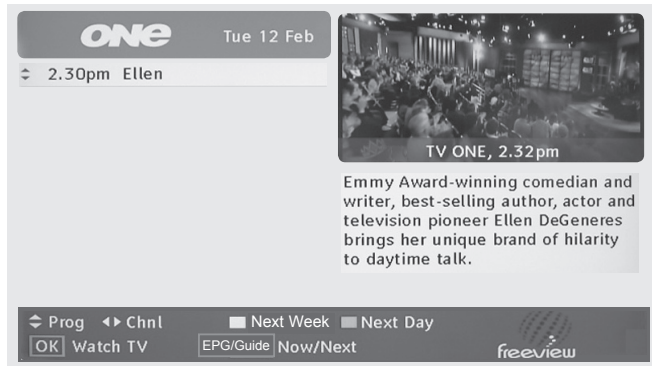 ONE Tue 12 Feb
2.30pm Ellen
TV ONE, 2.32pm
Emmy Award-winning comedian and
writer, best-selling author, actor and
television pioneer Ellen DeGeneres
brings her unique brand of hilarity
to daytime talk.
Prog Chnl Next Week Next Day
OK Watch TV EPG/Guide Now/Next
freeview